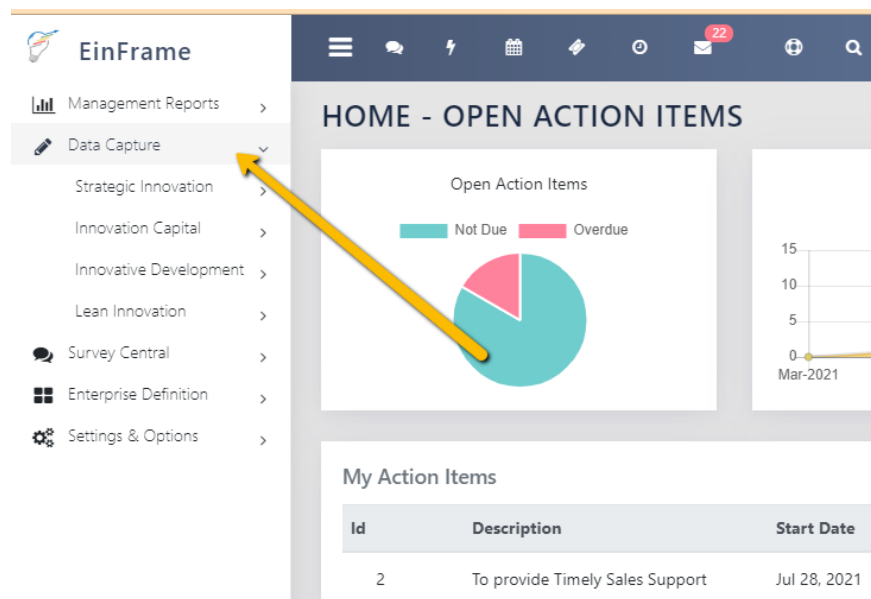 EinFrame
Management Reports
Data Capture
Strategic Innovation
Innovation Capital
Innovative Development
Lean Innovation
Survey Central
Enterprise Definition
Settings & Options
22
HOME - OPEN ACTION ITEMS
Open Action Items
Not Due Overdue
15
10
5
0
Mar-2021
My Action Items
Id Description Start Date
2 To provide Timely Sales Support Jul 28, 2021